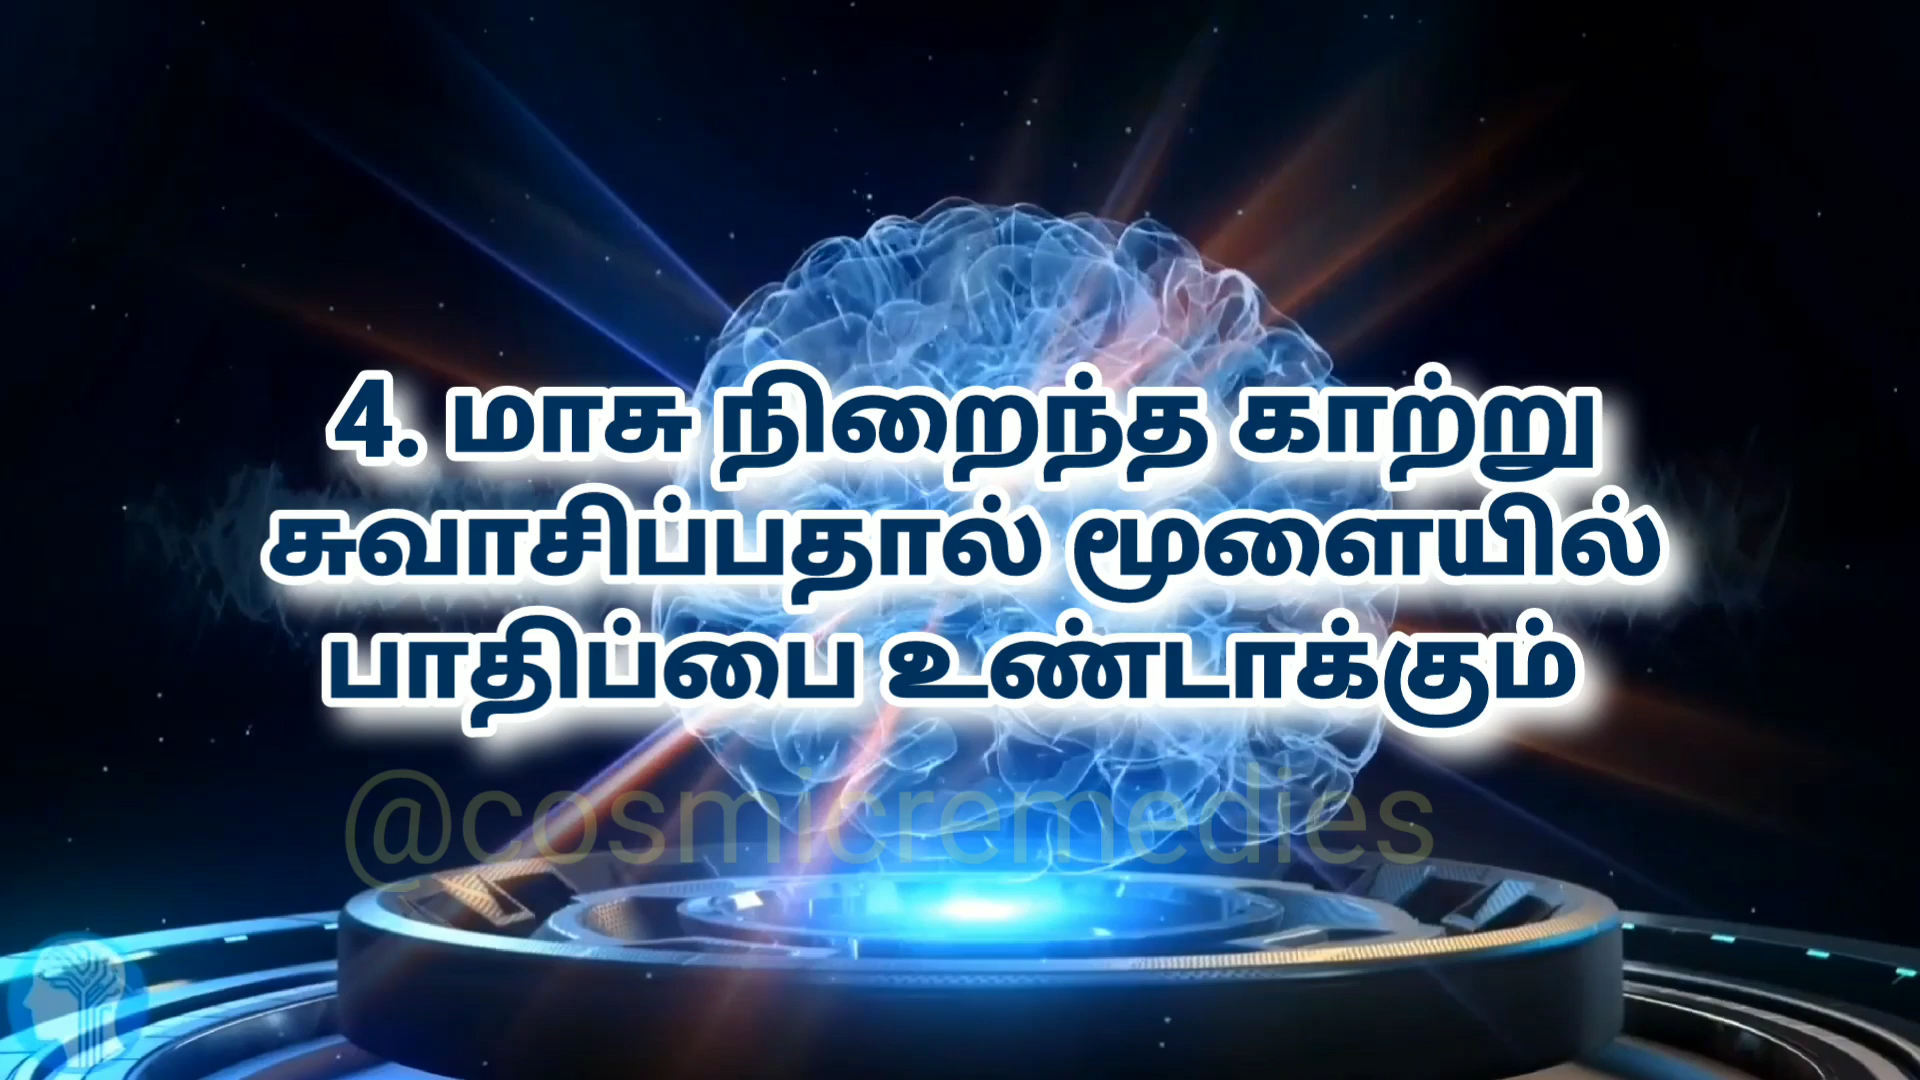 4. மாசு நிறைந்த காற்று
சுவாசிப்பதால் மூளையில்
பாதிப்பை உண்டாக்கும்
@cosmicremedies